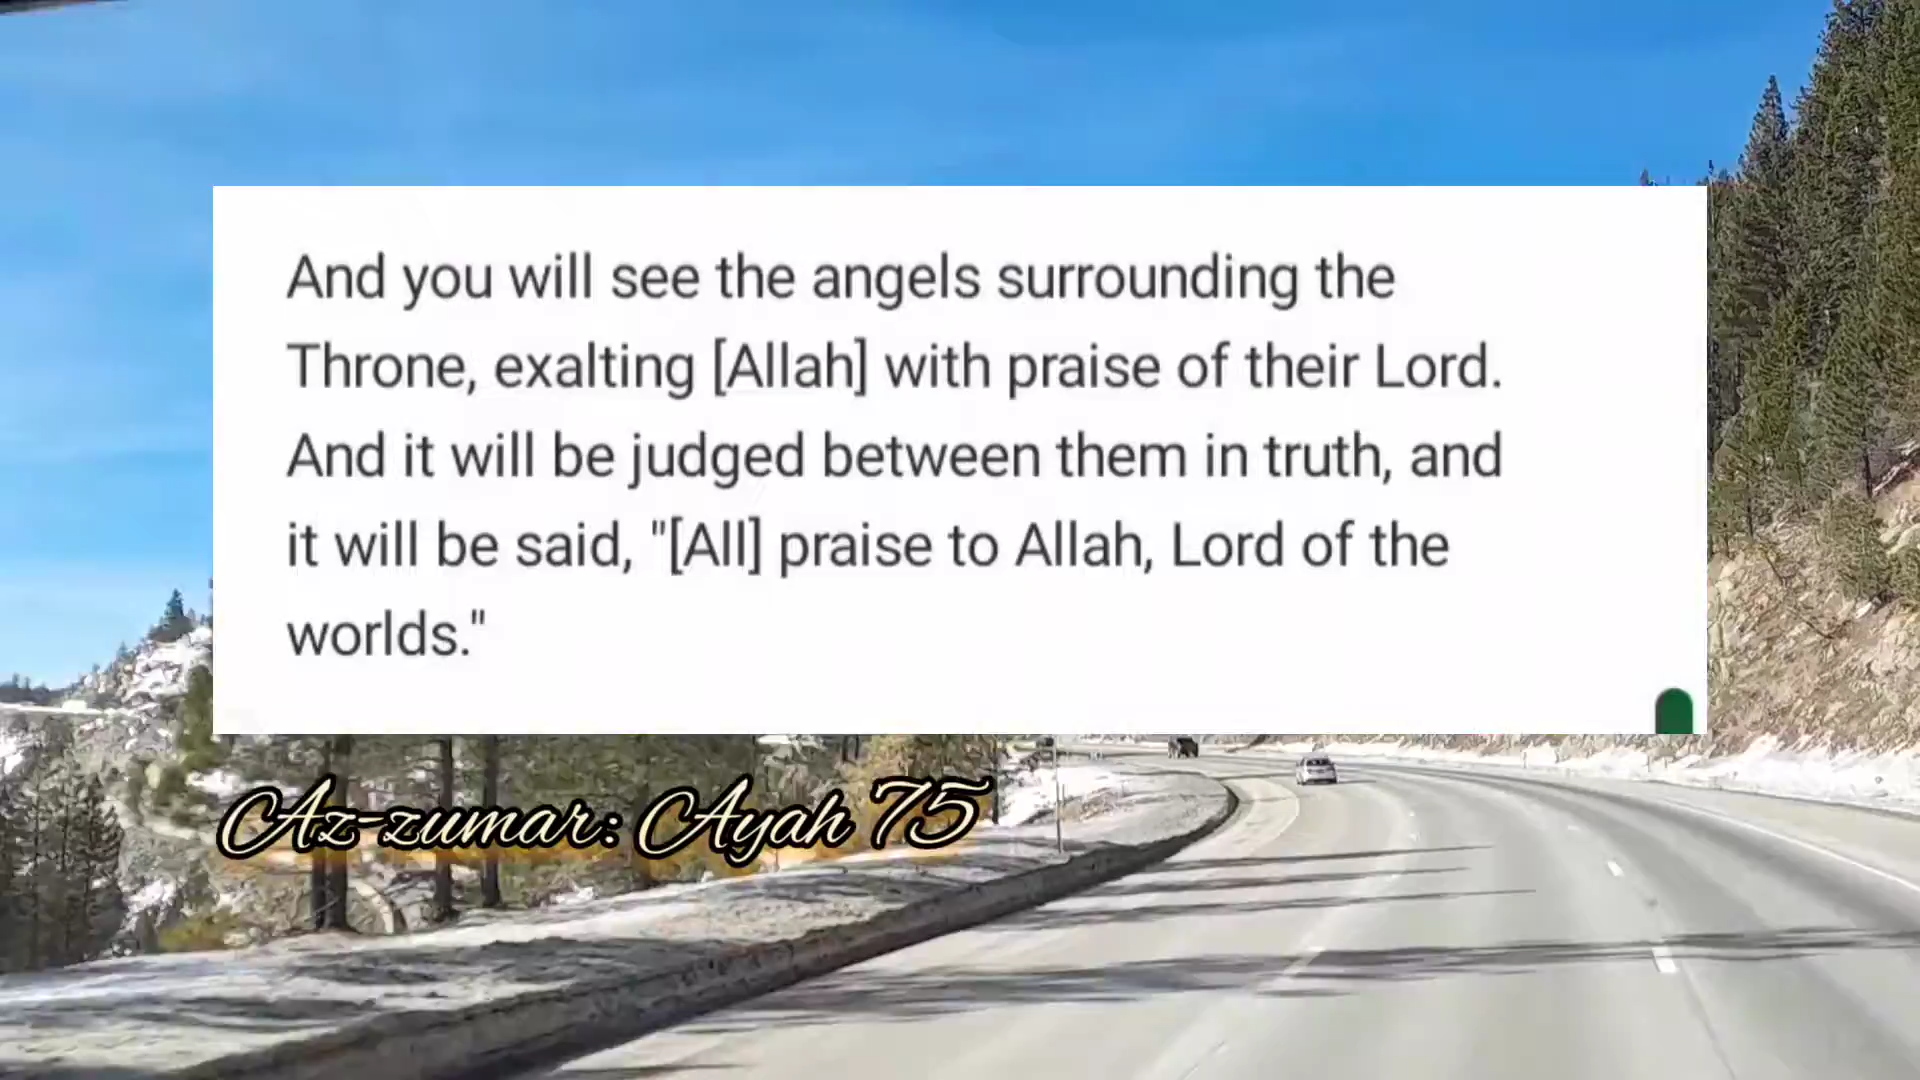 And you will see the angels surrounding the
Throne, exalting [Allah] with praise of their Lord.
And it will be judged between them in truth, and
it will be said, "[All] praise to Allah, Lord of the
worlds."
Az-zumar: Ayah 75